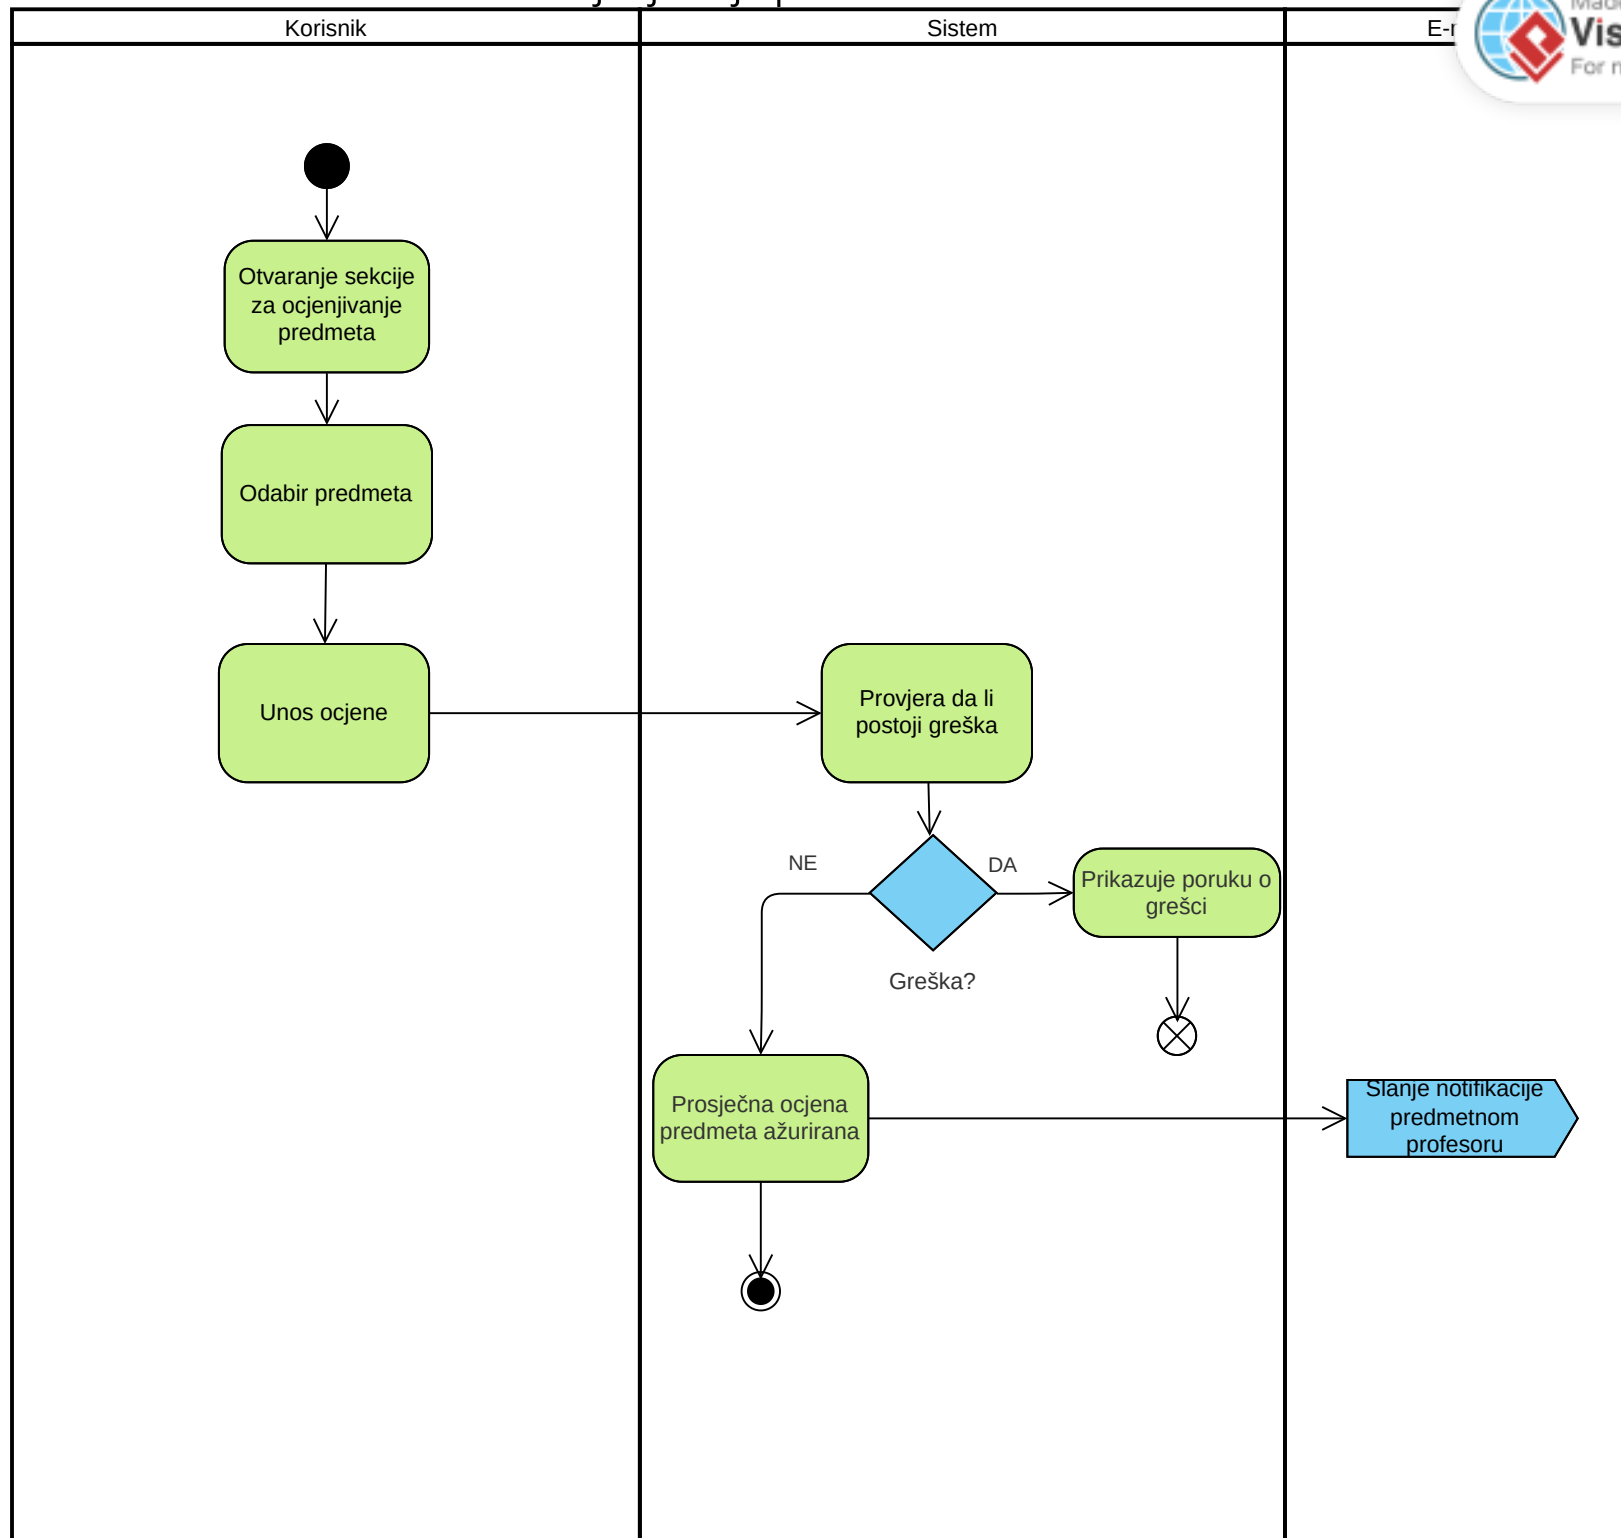 Korisnik
Sistem
Otvaranje sekcije
za ocjenjivanje
predmeta
Odabir predmeta
Unos ocjene
Provjera da li
postoji greška
NE
DA
Prikazuje poruku o
grešci
Greška?
Prosječna ocjena
predmeta ažurirana
Slanje notifikacije
predmetnom
profesoru